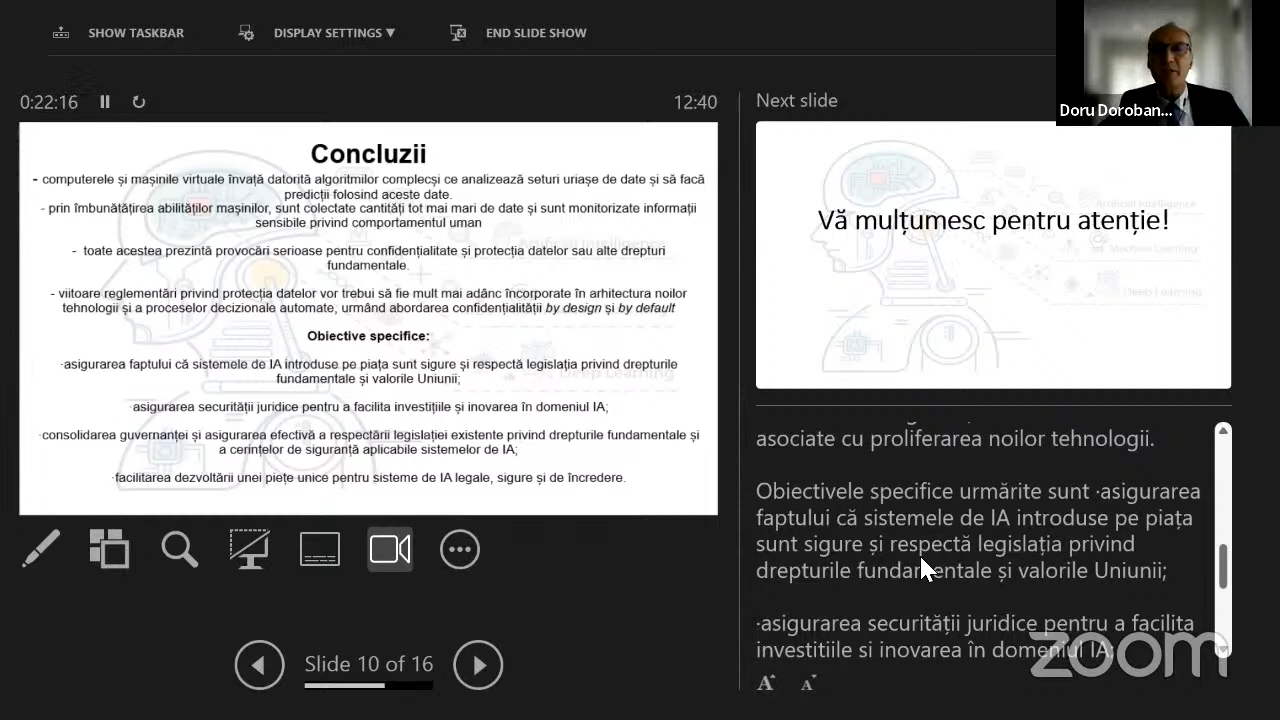 SHOW TASKBAR
DISPLAY SETTINGS ▼
END SLIDE SHOW
0:22:16
12:40
Next slide
Doru Doroban...
Concluzii
- computerele și mașinile virtuale învață datorită algoritmilor complecși ce analizează seturi uriașe de date și să facă
predicții folosind aceste date.
- prin îmbunătățirea abilităților mașinilor, sunt colectate cantități tot mai mari de date și sunt monitorizate informații
sensibile privind comportamentul uman
- toate acestea prezintă provocări serioase pentru confidențialitate și protecția datelor sau alte drepturi
fundamentale.
- viitoare reglementări privind protecția datelor vor trebui să fie mult mai adânc încorporate în arhitectura noilor
tehnologii și a proceselor decizionale automate, urmând abordarea confidențialității by design și by default
Obiective specifice:
·asigurarea faptului că sistemele de IA introduse pe piața sunt sigure și respectă legislația privind drepturile
fundamentale și valorile Uniunii;
·asigurarea securității juridice pentru a facilita investițiile și inovarea în domeniul IA;
·consolidarea guvernanței și asigurarea efectivă a respectării legislației existente privind drepturile fundamentale și
a cerințelor de siguranță aplicabile sistemelor de IA;
·facilitarea dezvoltării unei piețe unice pentru sisteme de IA legale, sigure și de încredere.
Deep Learning
Vă mulțumesc pentru atenție!
Artificial Intelligence
Machine Learning
Deep Learning
asociate cu proliferarea noilor tehnologii.
Obiectivele specifice urmărite sunt ·asigurarea
faptului că sistemele de IA introduse pe piața
sunt sigure și respectă legislația privind
drepturile fundamentale și valorile Uniunii;
·asigurarea securității juridice pentru a facilita
investițiile și inovarea în domeniul IA;
zoom
Slide 10 of 16
A A